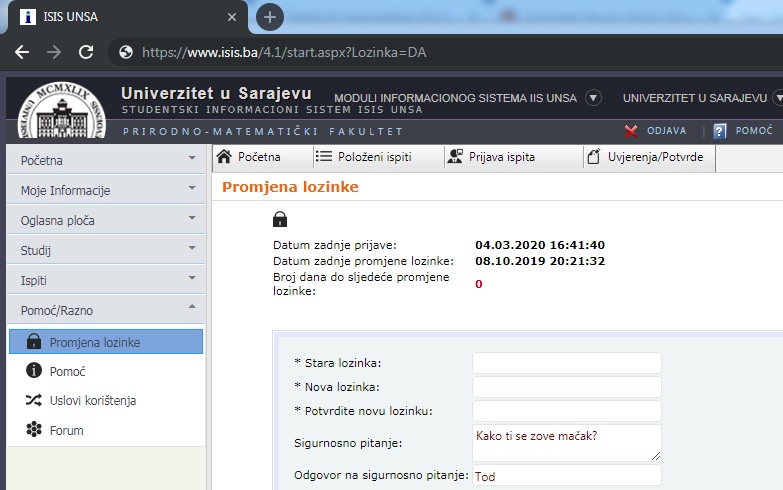 ISIS UNSA
https://www.isis.ba/4.1/start.aspx?Lozinka=DA
Univerzitet u Sarajevu
STUDENTSKI INFORMACIONI SISTEM ISIS UNSA
MODULI INFORMACIONOG SISTEMA IIS UNSA
UNIVERZITET U SARAJEVU
PRIRODNO-MATEMATIČKI FAKULTET
ODJAVA
POMOĆ
Početna
Položeni ispiti
Prijava ispita
Uvjerenja/Potvrde
Početna
Moje Informacije
Oglasna ploča
Studij
Ispiti
Pomoć/Razno
Promjena lozinke
Pomoć
Uslovi korištenja
Forum
Promjena lozinke
Datum zadnje prijave: 04.03.2020 16:41:40
Datum zadnje promjene lozinke: 08.10.2019 20:21:32
Broj dana do sljedeće promjene
lozinke: 0
* Stara lozinka:
* Nova lozinka:
* Potvrdite novu lozinku:
Sigurnosno pitanje: Kako ti se zove mačak?
Odgovor na sigurnosno pitanje: Tod